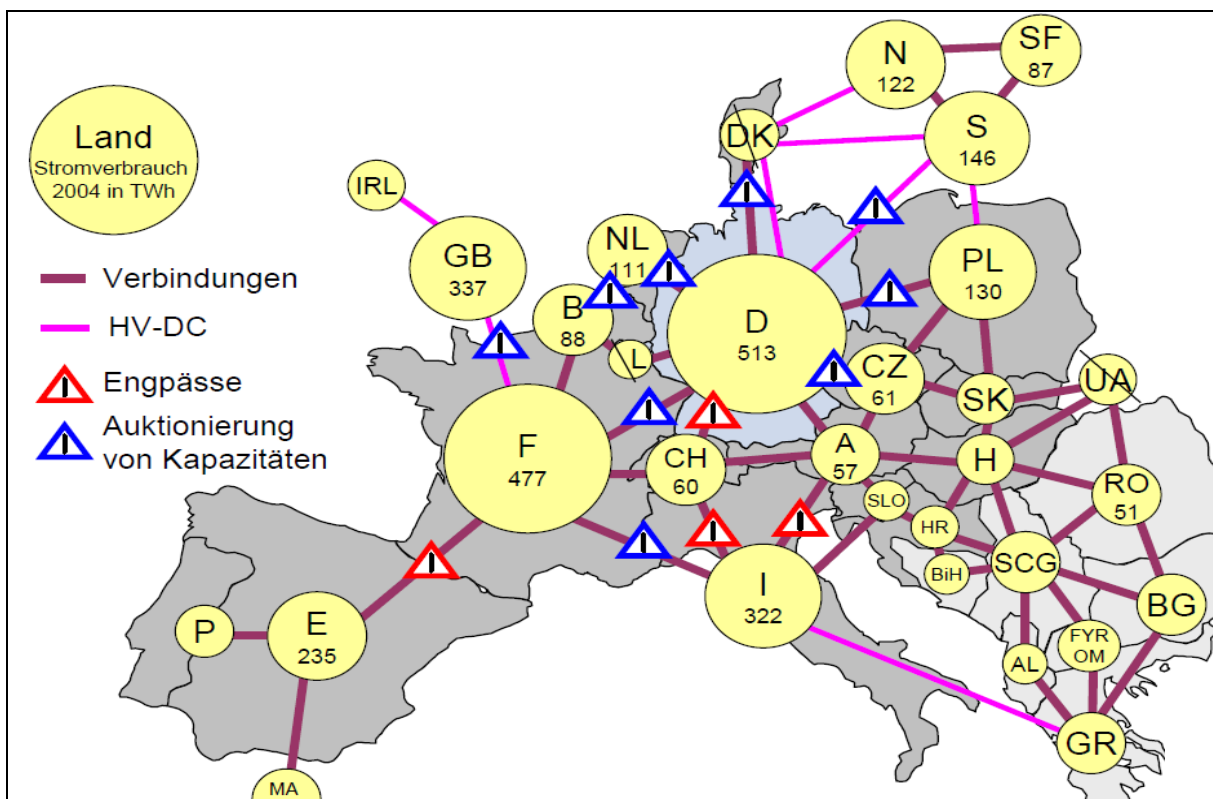 Land
Stromverbrauch
2004 in TWh
Verbindungen
HV-DC
Engpässe
Auktionierung
von Kapazitäten
N
122
SF
87
S
146
DK
IRL
GB
337
NL
111
B
88
L
D
513
PL
130
CZ
61
SK
UA
F
477
CH
60
A
57
H
RO
51
SLO
HR
BiH
SCG
BG
I
322
FYR
OM
AL
GR
P
E
235
MA